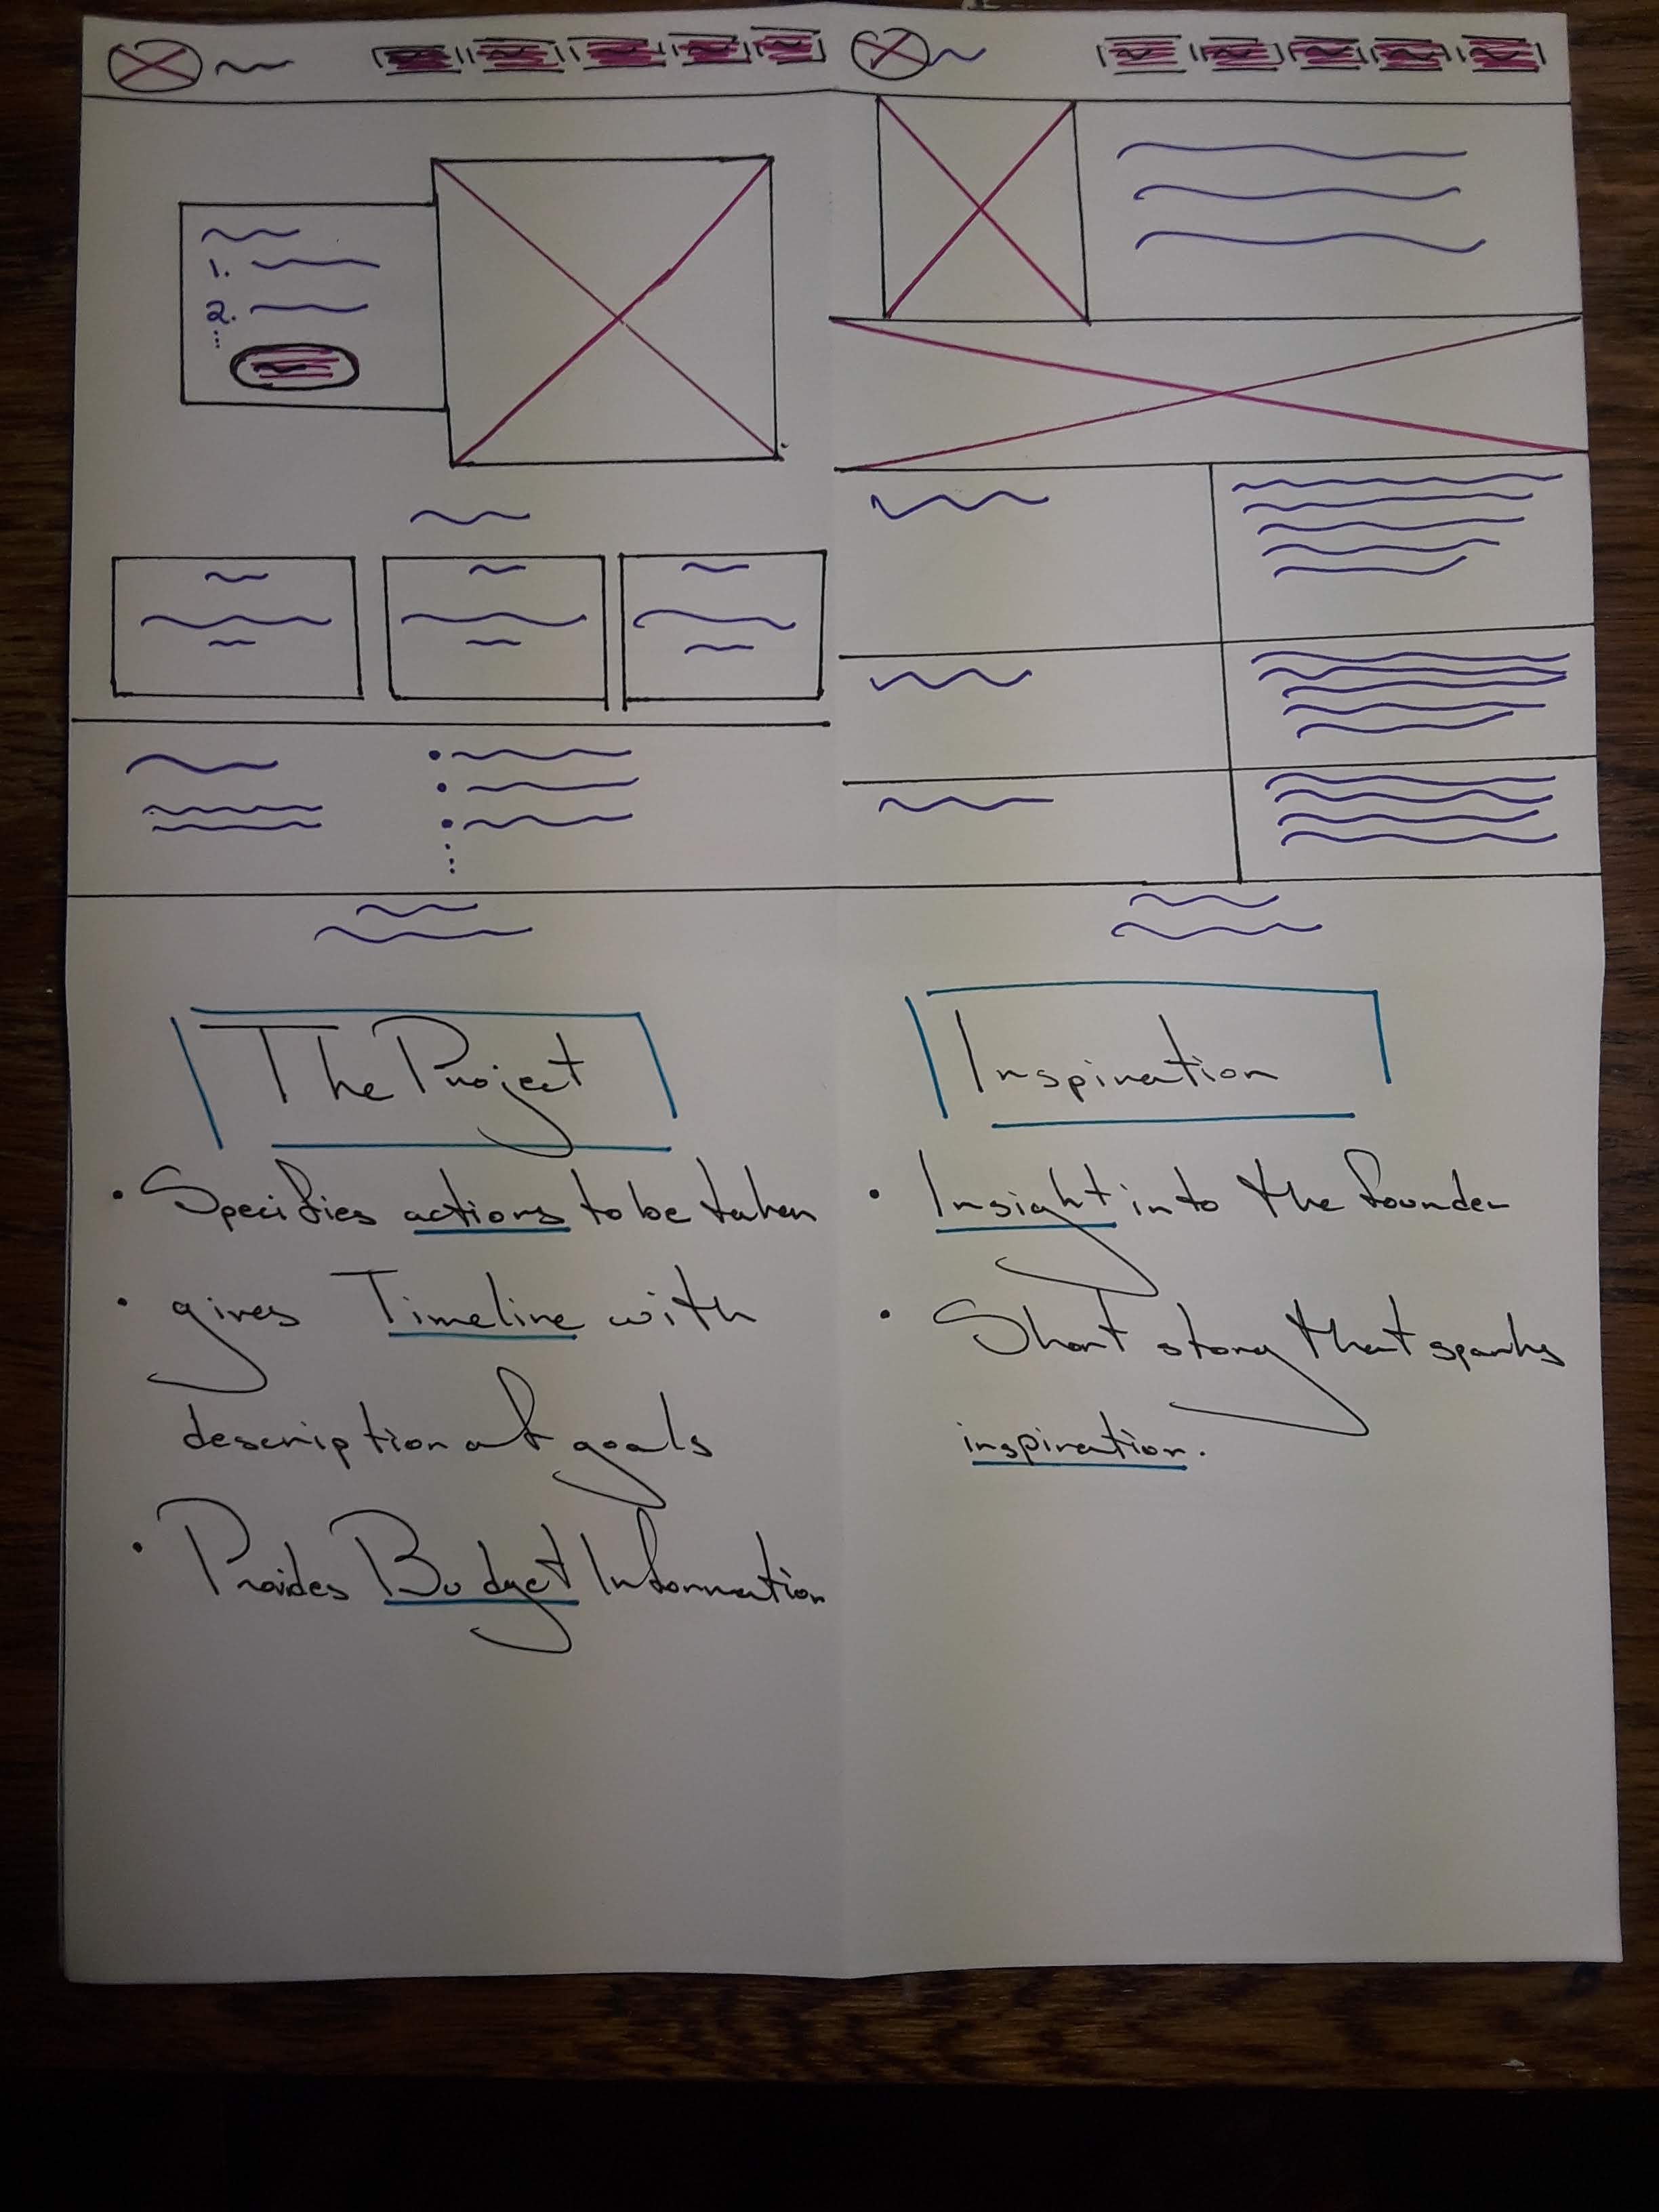 1.
2.
The Project
• Specifies actions to be taken
• gives Timeline with
description of goals
• Provides Budget Information
Inspiration
• Insight into the founder
• Short story that sparks
inspiration.